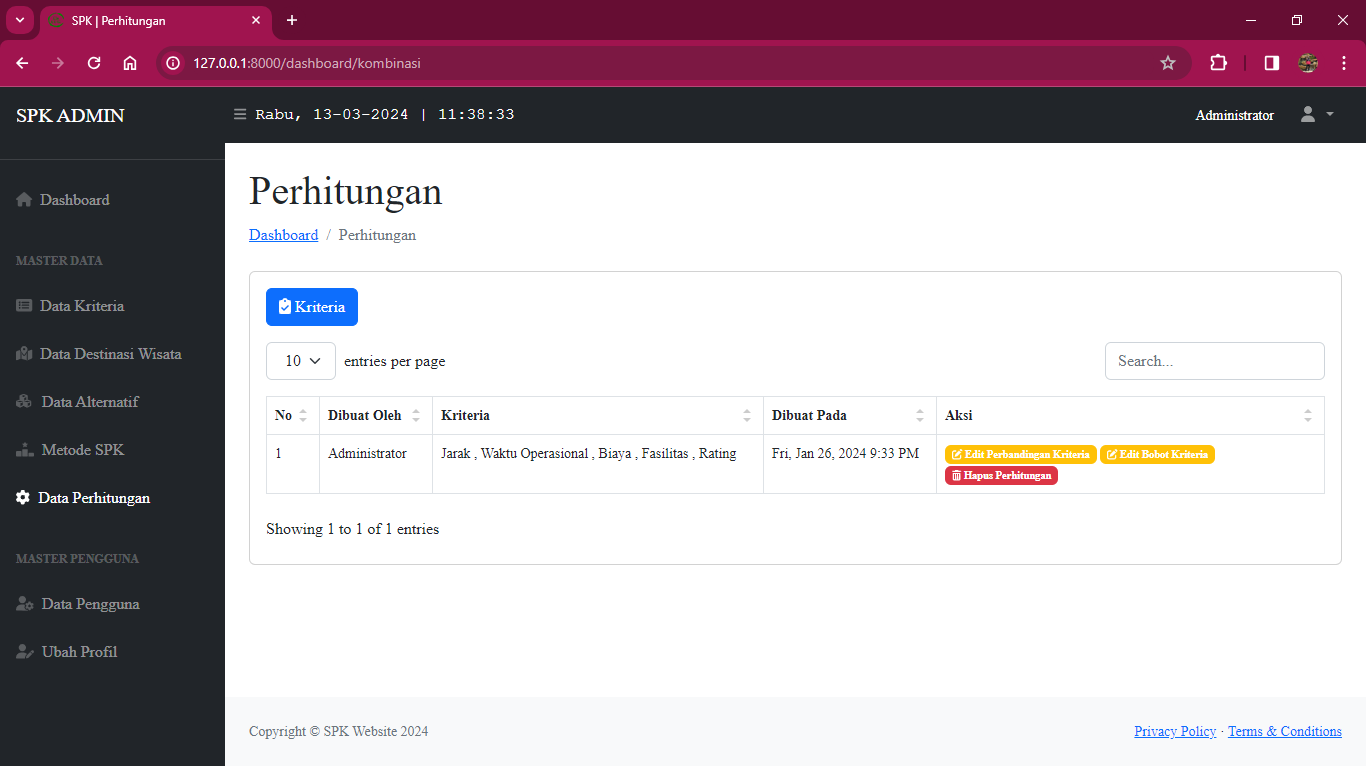 SPK | Perhitungan
127.0.0.1:8000/dashboard/kombinasi
SPK ADMIN
Rabu, 13-03-2024 | 11:38:33
Administrator
Dashboard
MASTER DATA
Data Kriteria
Data Destinasi Wisata
Data Alternatif
Metode SPK
Data Perhitungan
MASTER PENGGUNA
Data Pengguna
Ubah Profil
Perhitungan
Dashboard / Perhitungan
Kriteria
10 entries per page
Search...
No Dibuat Oleh Kriteria Dibuat Pada Aksi
1 Administrator Jarak , Waktu Operasional , Biaya , Fasilitas , Rating Fri, Jan 26, 2024 9:33 PM Edit Perbandingan Kriteria Edit Bobot Kriteria
Hapus Perhitungan
Showing 1 to 1 of 1 entries
Copyright © SPK Website 2024
Privacy Policy · Terms & Conditions